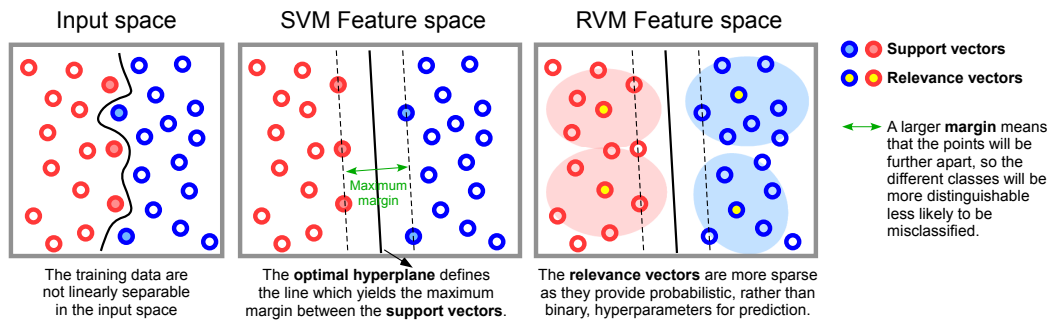 Input space
SVM Feature space
RVM Feature space
Maximum
margin
The training data are
not linearly separable
in the input space
The optimal hyperplane defines
the line which yields the maximum
margin between the support vectors.
The relevance vectors are more sparse
as they provide probabilistic, rather than
binary, hyperparameters for prediction.
Support vectors
Relevance vectors
A larger margin means
that the points will be
further apart, so the
different classes will be
more distinguishable
less likely to be
misclassified.